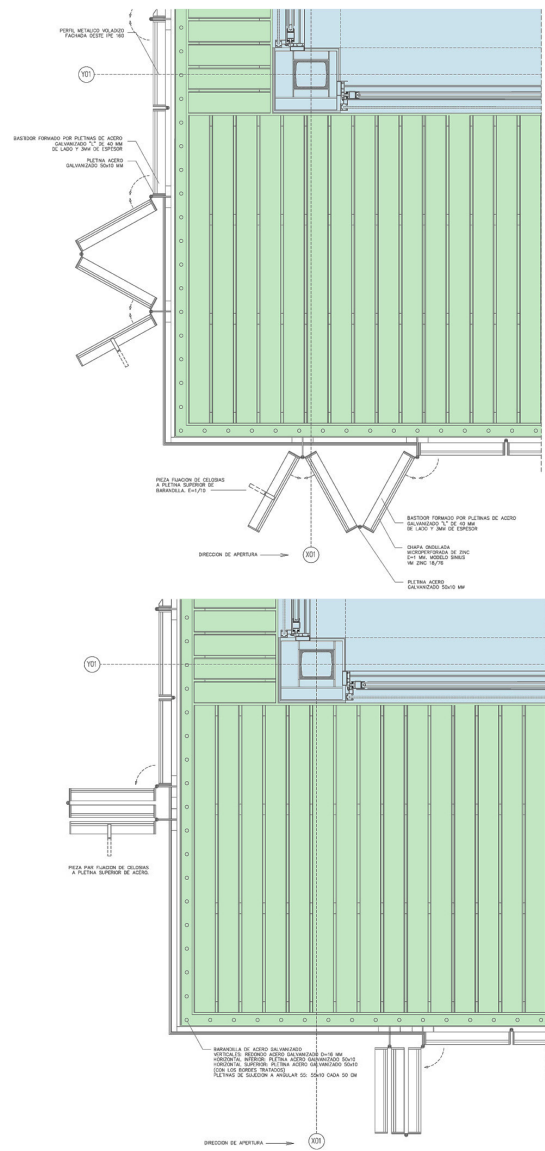 PERFIL METALICO VOLADIZO
FACHADA OESTE IPE 160
Y01
BASTIDOR FORMADO POR PLETINAS DE ACERO
GALVANIZADO "L" DE 40 MM
DE LADO Y 3MM DE ESPESOR
PLETINA ACERO
GALVANIZADO 50x10 MM
PIEZA FIJACION DE CELOSIAS
A PLETINA SUPERIOR DE
BARANDILLA. E=1/10
BASTIDOR FORMADO POR PLETINAS DE ACERO
GALVANIZADO "L" DE 40 MM
DE LADO Y 3MM DE ESPESOR
CHAPA ONDULADA
MICROPERFORADA DE ZINC
E=1 MM. MODELO SINUS
VM ZINC 18/76
DIRECCION DE APERTURA
X01
PLETINA ACERO
GALVANIZADO 50x10 MM
Y01
PIEZA PAR FIJACION DE CELOSIAS
A PLETINA SUPERIOR DE ACERO.
BARANDILLA DE ACERO GALVANIZADO
VERTICALES: REDONDO ACERO GALVANIZADO D=16 MM
HORIZONTAL INTERIOR: PLETINA ACERO GALVANIZADO 50x10
HORIZONTAL SUPERIOR: PLETINA ACERO GALVANIZADO 50x10
(CON LOS BORDES TRATADOS)
PLETINAS DE SUJECION A ANGULAR 55: 55x10 CADA 50 CM
DIRECCION DE APERTURA
X01